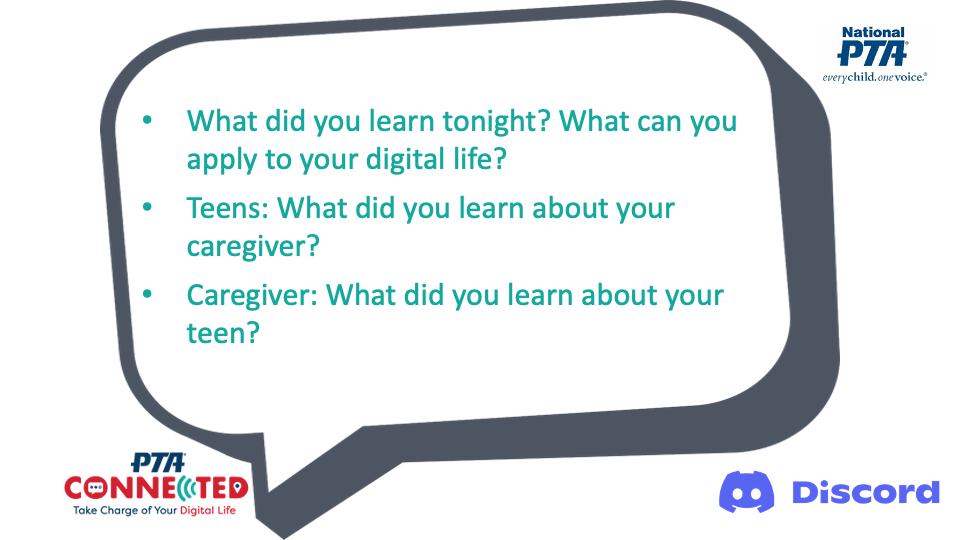 National
PTA®
everychild.onevoice.®
• What did you learn tonight? What can you
apply to your digital life?
• Teens: What did you learn about your
caregiver?
• Caregiver: What did you learn about your
teen?
PTA®
CONNECTED
Take Charge of Your Digital Life
Discord